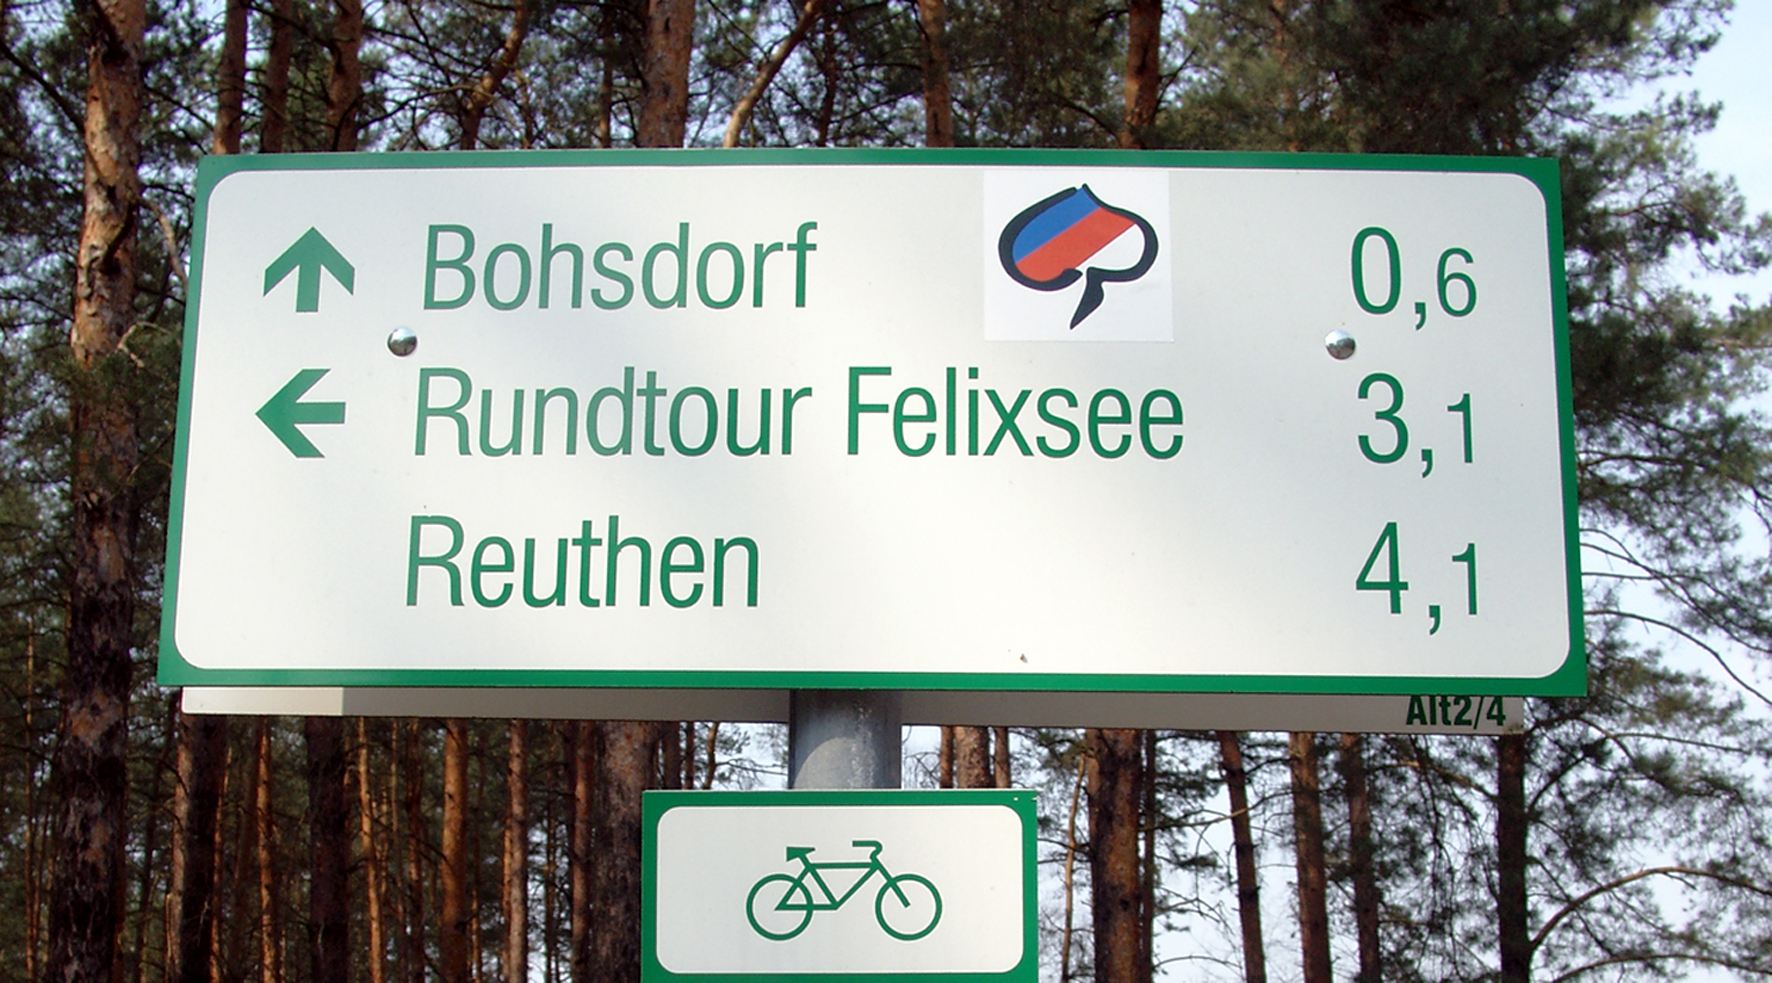 Bohsdorf 0,6
Rundtour Felixsee 3,1
Reuthen 4,1
Alt2/4